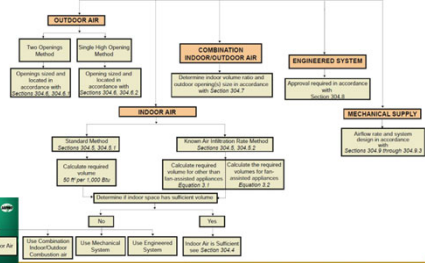 OUTDOOR AIR
Two Openings
Method
Single High Opening
Method
Openings sized and
located in
accordance with
Sections 304.6, 304.6.1
Opening sized and
located in
accordance with
Sections 304.6, 304.6.2
COMBINATION
INDOOR/OUTDOOR AIR
Determine indoor volume ratio and
outdoor opening(s) size in accordance
with Section 304.7
ENGINEERED SYSTEM
Approval required in accordance
with
Section 304.8
MECHANICAL SUPPLY
Airflow rate and system
design in accordance
with
Sections 304.9 through 304.9.3
INDOOR AIR
Standard Method
Sections 304.5, 304.5.1
Known Air Infiltration Rate Method
Sections 304.5, 304.5.2
Calculate required
volume
50 ft³ per 1,000 Btu
Calculate required
volume for other than
fan-assisted appliances
Equation 3.1
Calculate the required
volumes for fan-
assisted appliances
Equation 3.2
Determine if indoor space has sufficient volume
No
Yes
Use Combination
Indoor/Outdoor
Combustion air
Use Mechanical
System
Use Engineered
System
Indoor Air is Sufficient
see Section 304.4